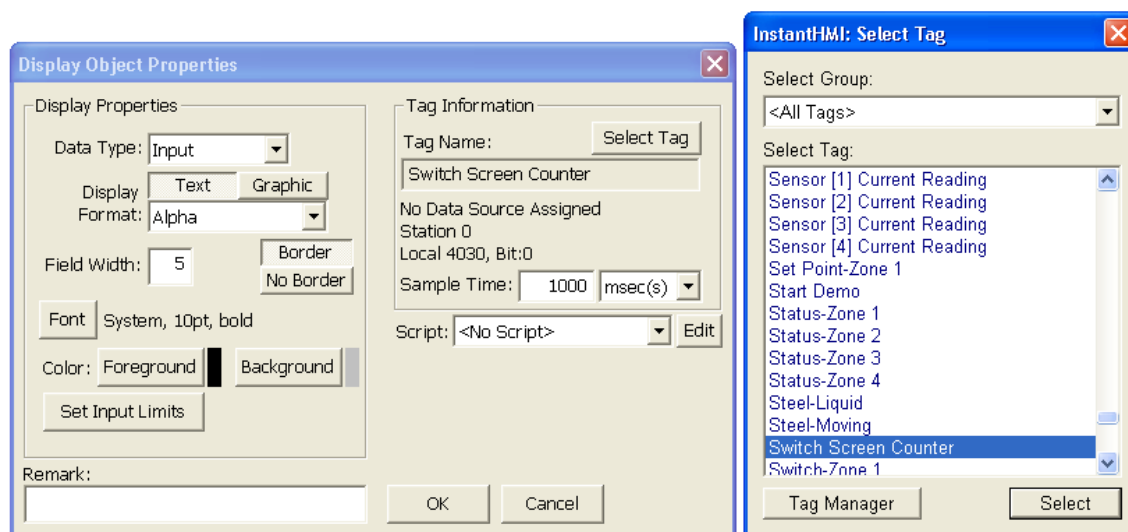 Display Object Properties
Display Properties
Data Type: Input
Display Format: Text Graphic
Alpha
Field Width: 5 Border
No Border
Font System, 10pt, bold
Color: Foreground Background
Set Input Limits
Remark:
Tag Information
Tag Name: Select Tag
Switch Screen Counter
No Data Source Assigned
Station 0
Local 4030, Bit:0
Sample Time: 1000 msec(s)
Script: <No Script> Edit
OK Cancel
InstantHMI: Select Tag
Select Group:
<All Tags>
Select Tag:
Sensor [1] Current Reading
Sensor [2] Current Reading
Sensor [3] Current Reading
Sensor [4] Current Reading
Set Point-Zone 1
Start Demo
Status-Zone 1
Status-Zone 2
Status-Zone 3
Status-Zone 4
Steel-Liquid
Steel-Moving
Switch Screen Counter
Switch-Zone 1
Tag Manager Select